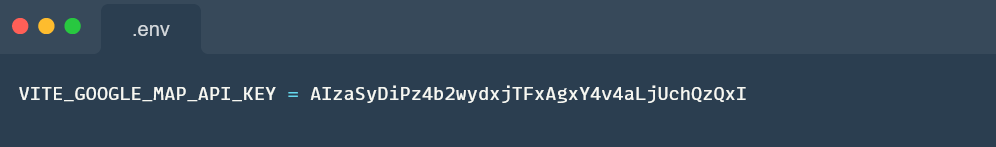 .env
VITE_GOOGLE_MAP_API_KEY = AIzaSyDiPz4b2wydxjTFxAgxY4v4aLjUchQzQxI